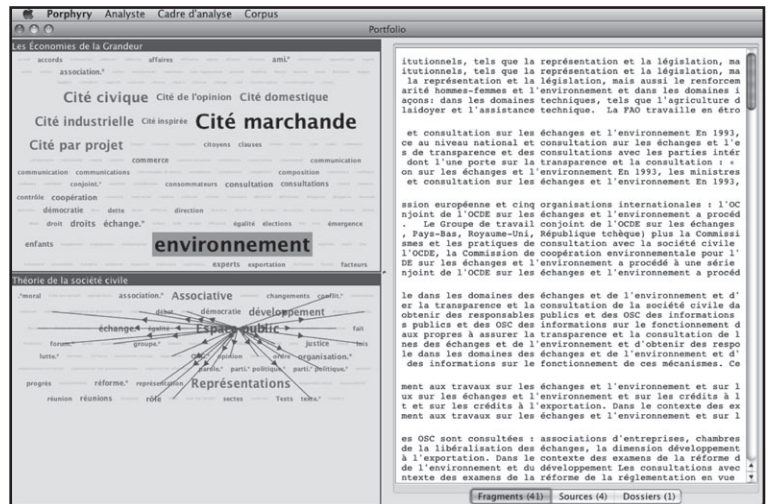 Porphyry Analyste Cadre d'analyse Corpus
Portfolio
Les Économies de la Grandeur
accords affaires ami.*
association.*
Cité civique Cité de l'opinion Cité domestique
Cité industrielle Cité inspirée Cité marchande
Cité par projet citoyens clauses
commerce communication
communication communications composition
conjoint.* consommateurs consultation consultations
contrôle coopération
démocratie dette direction
droit droits échange.* égalité élections émergence
enfants environnement
experts exportation facteurs
Théorie de la société civile
.*moral association.* Associative changements conflit.*
débat démocratie développement
échange.* égalité Espace public fait
forum.* groupe.* Justice lois
lutte.* opinion ordre organisation.*
parole.* parti.* politique.* parti.* politique.*
progrès réforme.* représentation Représentations
réunion réunions rôle sectes Tests texte.*
itutionnels, tels que la représentation et la législation, ma
itutionnels, tels que la représentation et la législation, ma
la représentation et la législation, mais aussi le renforcem
arité hommes-femmes et l'environnement et dans les domaines i
açons: dans les domaines techniques, tels que l'agriculture d
laidoyer et l'assistance technique. La FAO travaille en étro
et consultation sur les échanges et l'environnement En 1993,
ce au niveau national et consultation sur les échanges et l'e
s de transparence et des consultations avec les parties intér
dont l'une porte sur la transparence et la consultation : «
on sur les échanges et l'environnement En 1993, les ministres
et consultation sur les échanges et l'environnement En 1993,
ssion européenne et cinq organisations internationales : l'OC
njoint de l'OCDE sur les échanges et l'environnement a procéd
. Le Groupe de travail conjoint de l'OCDE sur les échanges
, Pays-Bas, Royaume-Uni, République tchèque) plus la Commissi
smes et les pratiques de consultation avec la société civile
l'OCDE, la Commission de coopération environnementale pour l'
DE sur les échanges et l'environnement a procédé à une série
njoint de l'OCDE sur les échanges et l'environnement a procéd
le dans les domaines des échanges et de l'environnement et d'
er la transparence et la consultation de la société civile da
obtenir des responsables publics et des OSC des informations
s publics et des OSC des informations sur le fonctionnement d
aux propres à assurer la transparence et la consultation de l
nes des échanges et de l'environnement et d'obtenir des respo
le dans les domaines des échanges et de l'environnement et d'
des informations sur le fonctionnement de ces mécanismes. Ce
ment aux travaux sur les échanges et l'environnement et sur l
ux sur les échanges et l'environnement et sur les crédits à l
t et sur les crédits à l'exportation. Dans le contexte des ex
ment aux travaux sur les échanges et l'environnement et sur l
es OSC sont consultées : associations d'entreprises, chambres
de la libéralisation des échanges, la dimension développement
à l'exportation. Dans le contexte des examens de la réforme d
de l'environnement et du développement Les consultations avec
ntexte des examens de la réforme de la réglementation en vue
Fragments (41) Sources (4) Dossiers (1)